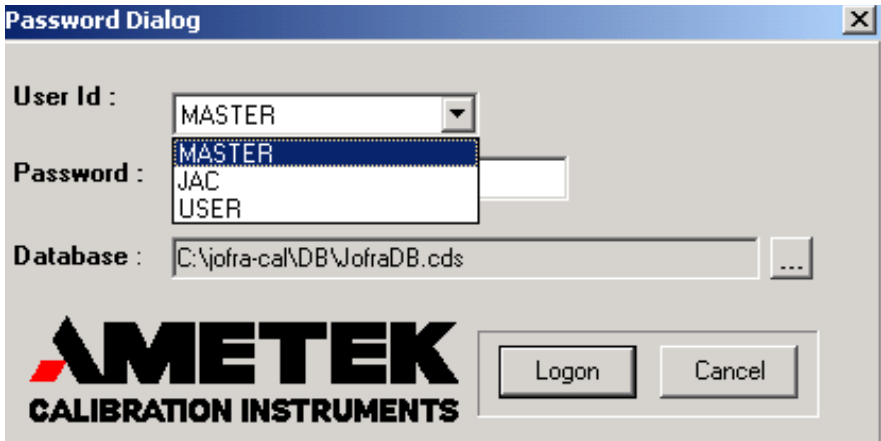 Password Dialog
User Id :
MASTER
MASTER
Password :
JAC
USER
Database :
C:\jofra-cal\DB\JofraDB.cds
...
AMETEK
CALIBRATION INSTRUMENTS
Logon
Cancel